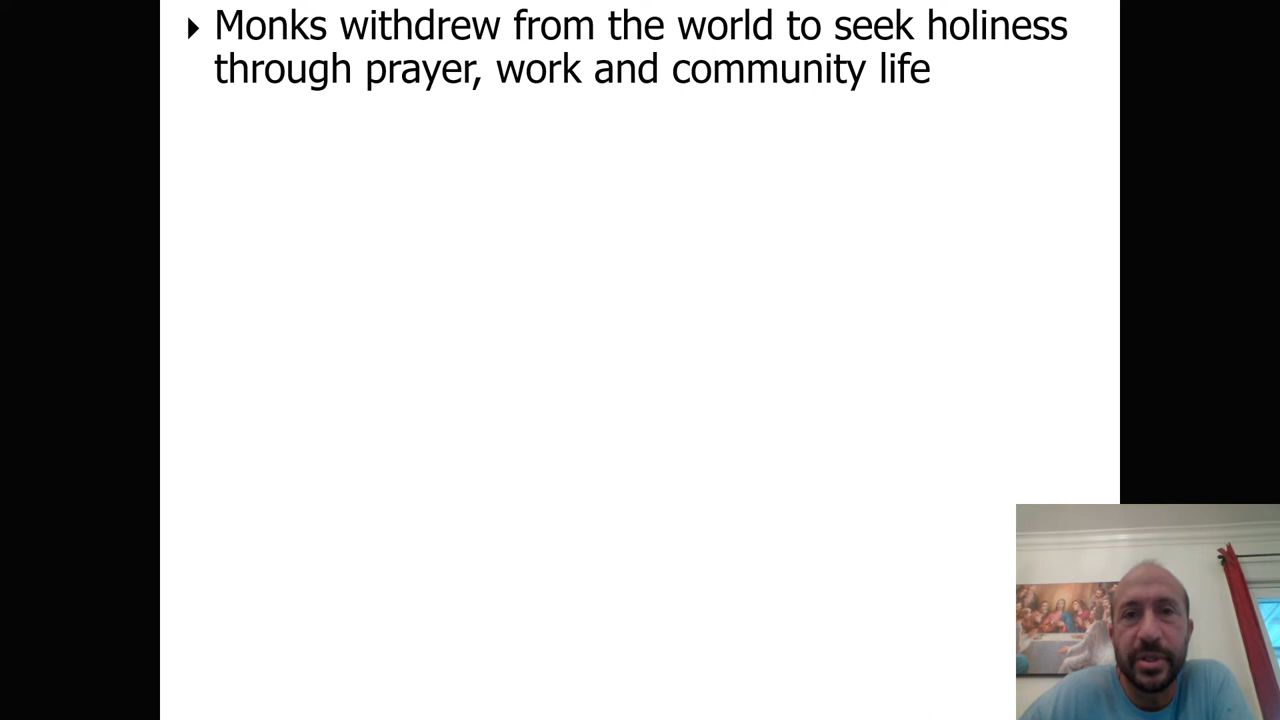 Monks withdrew from the world to seek holiness
through prayer, work and community life